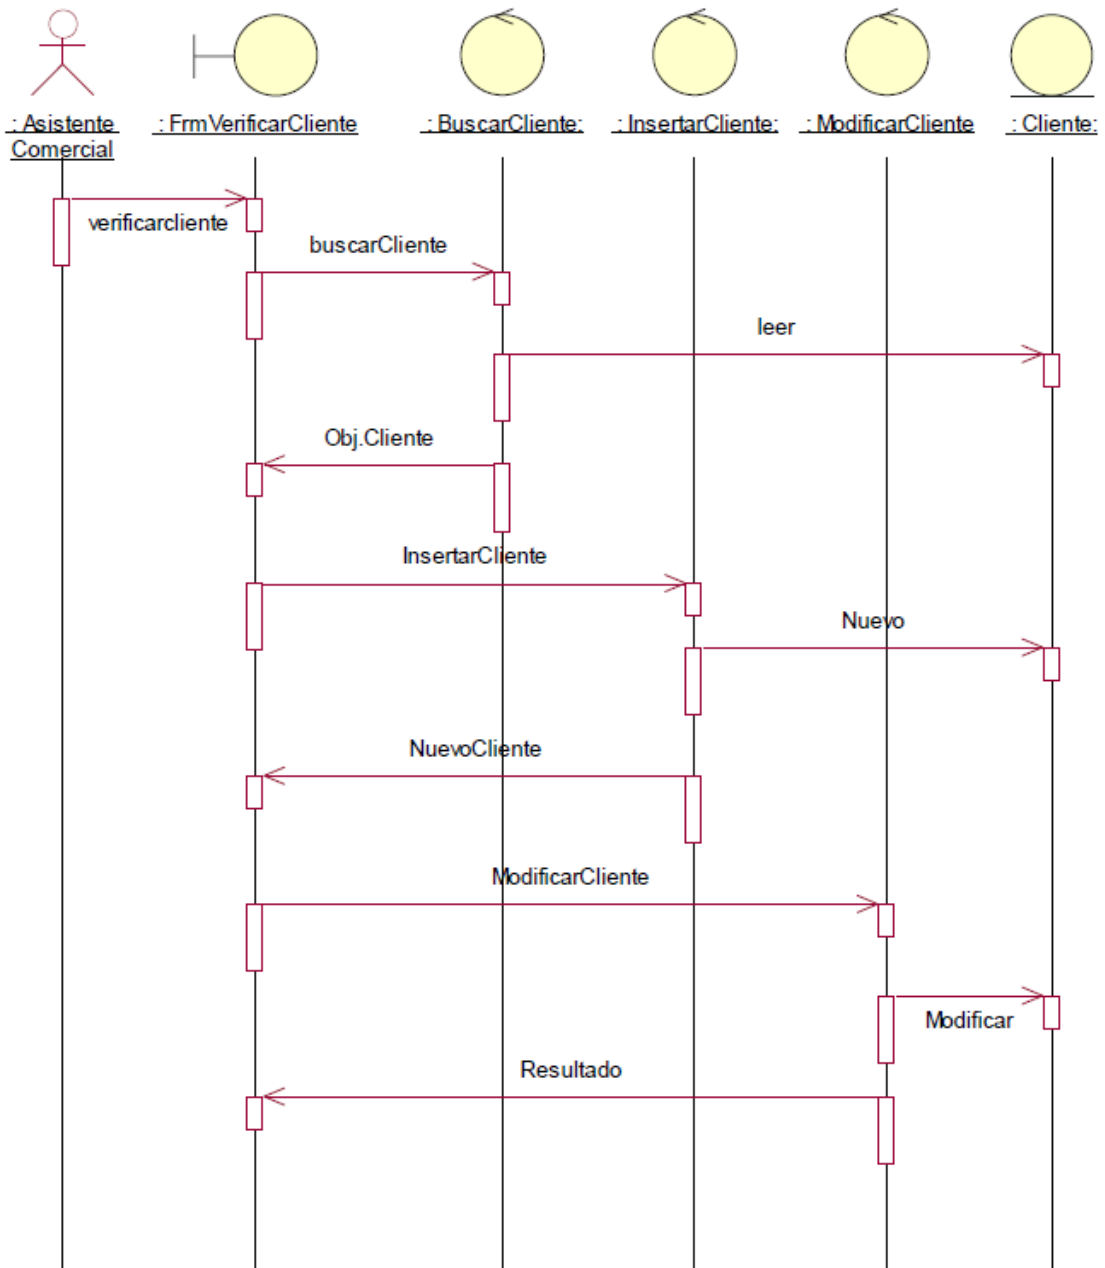 : Asistente
Comercial
: FrmVerificarCliente
: BuscarCliente:
: InsertarCliente:
: ModificarCliente
: Cliente:
verificarcliente
buscarCliente
leer
Obj.Cliente
InsertarCliente
Nuevo
NuevoCliente
ModificarCliente
Modificar
Resultado